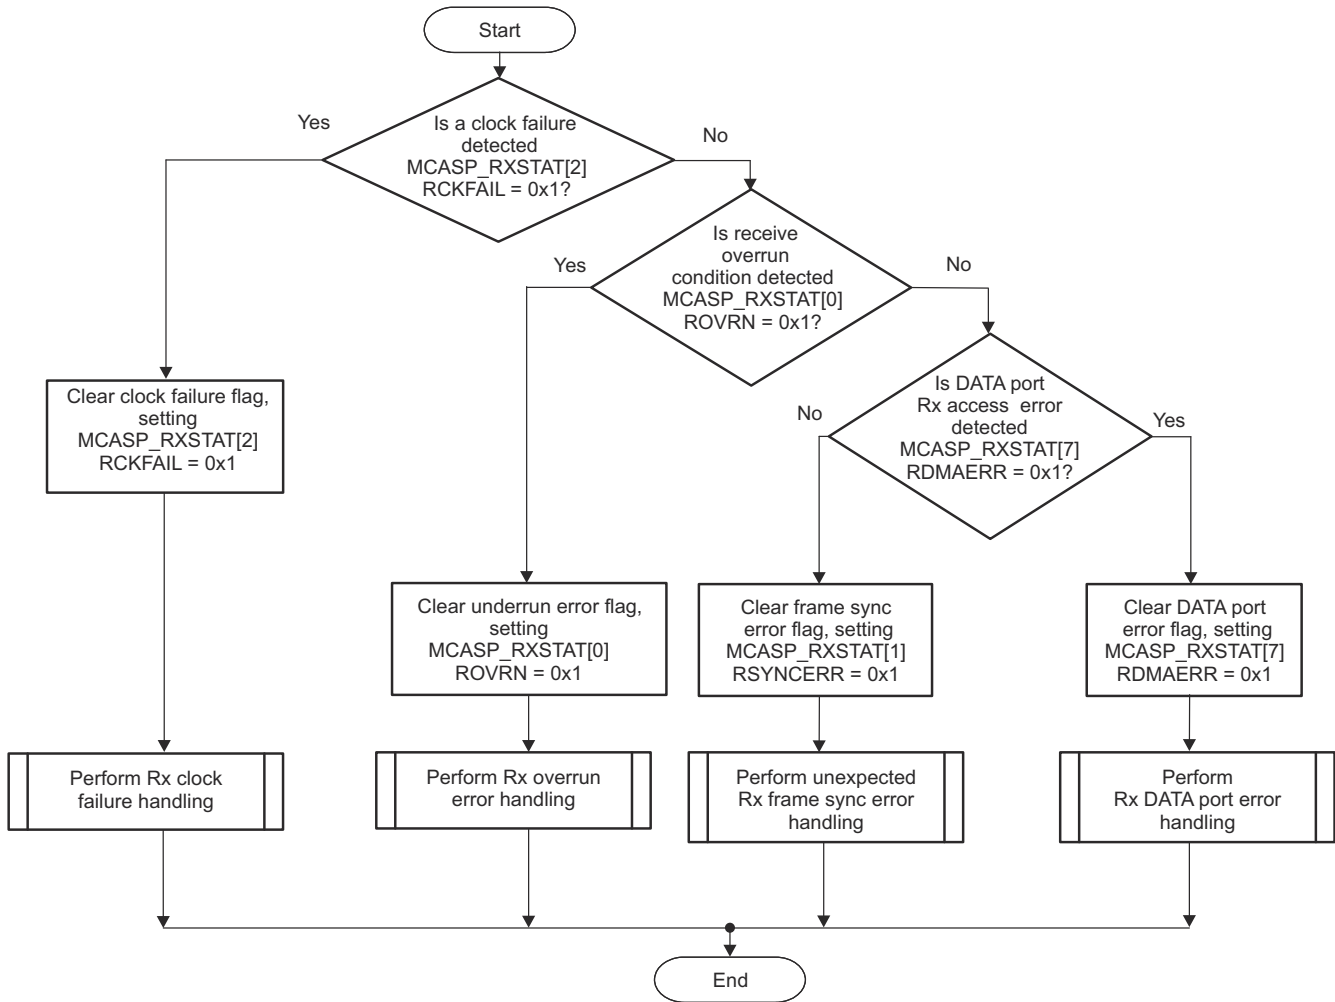 Start
Is a clock failure
detected
MCASP_RXSTAT[2]
RCKFAIL = 0x1?
Yes
No
Is receive
overrun
condition detected
MCASP_RXSTAT[0]
ROVRN = 0x1?
Yes
No
Is DATA port
Rx access error
detected
MCASP_RXSTAT[7]
RDMAERR = 0x1?
No
Yes
Clear clock failure flag,
setting
MCASP_RXSTAT[2]
RCKFAIL = 0x1
Clear underrun error flag,
setting
MCASP_RXSTAT[0]
ROVRN = 0x1
Clear frame sync
error flag, setting
MCASP_RXSTAT[1]
RSYNCERR = 0x1
Clear DATA port
error flag, setting
MCASP_RXSTAT[7]
RDMAERR = 0x1
Perform Rx clock
failure handling
Perform Rx overrun
error handling
Perform unexpected
Rx frame sync error
handling
Perform
Rx DATA port error
handling
End